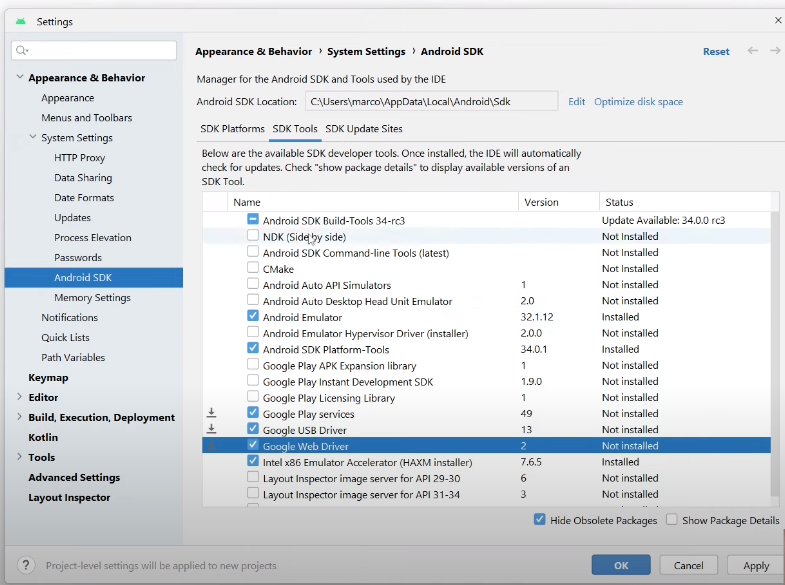 Settings
Appearance & Behavior › System Settings › Android SDK
Reset
Appearance & Behavior
Appearance
Menus and Toolbars
System Settings
HTTP Proxy
Data Sharing
Date Formats
Updates
Process Elevation
Passwords
Android SDK
Memory Settings
Notifications
Quick Lists
Path Variables
Keymap
Editor
Build, Execution, Deployment
Kotlin
Tools
Advanced Settings
Layout Inspector
Manager for the Android SDK and Tools used by the IDE
Android SDK Location: C:\Users\marco\AppData\Local\Android\Sdk Edit Optimize disk space
SDK Platforms SDK Tools SDK Update Sites
Below are the available SDK developer tools. Once installed, the IDE will automatically
check for updates. Check "show package details" to display available versions of an
SDK Tool.
Name Version Status
Android SDK Build-Tools 34-rc3 Update Available: 34.0.0 rc3
NDK (Side by side) Not Installed
Android SDK Command-line Tools (latest) Not Installed
CMake Not Installed
Android Auto API Simulators 1 Not installed
Android Auto Desktop Head Unit Emulator 2.0 Not installed
Android Emulator 32.1.12 Installed
Android Emulator Hypervisor Driver (installer) 2.0.0 Not installed
Android SDK Platform-Tools 34.0.1 Installed
Google Play APK Expansion library 1 Not installed
Google Play Instant Development SDK 1.9.0 Not installed
Google Play Licensing Library 1 Not installed
Google Play services 49 Not installed
Google USB Driver 13 Not installed
Google Web Driver 2 Not installed
Intel x86 Emulator Accelerator (HAXM installer) 7.6.5 Installed
Layout Inspector image server for API 29-30 6 Not installed
Layout Inspector image server for API 31-34 3 Not installed
Hide Obsolete Packages Show Package Details
? Project-level settings will be applied to new projects
OK Cancel Apply